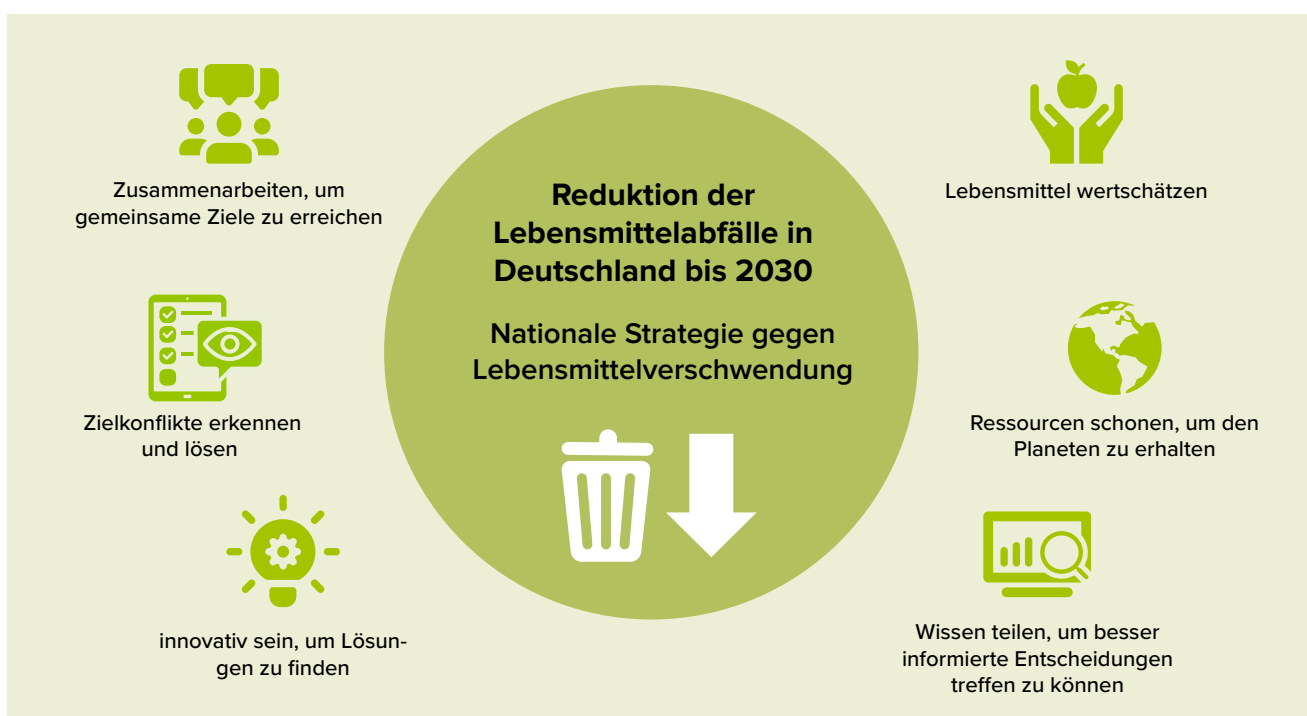 Zusammenarbeiten, um
gemeinsame Ziele zu erreichen
Zielkonflikte erkennen
und lösen
innovativ sein, um Lösun-
gen zu finden
Reduktion der
Lebensmittelabfälle in
Deutschland bis 2030
Nationale Strategie gegen
Lebensmittelverschwendung
Lebensmittel wertschätzen
Ressourcen schonen, um den
Planeten zu erhalten
Wissen teilen, um besser
informierte Entscheidungen
treffen zu können